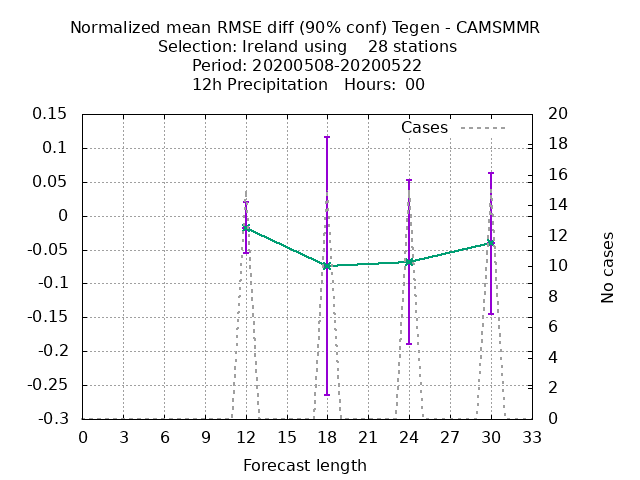 Normalized mean RMSE diff (90% conf) Tegen - CAMSMMR
Selection: Ireland using    28 stations
Period: 20200508-20200522
12h Precipitation   Hours:  00
Cases
0.15
0.1
0.05
0
-0.05
-0.1
-0.15
-0.2
-0.25
-0.3
20
18
16
14
12
10
8
6
4
2
0
No cases
0 3 6 9 12 15 18 21 24 27 30 33
Forecast length